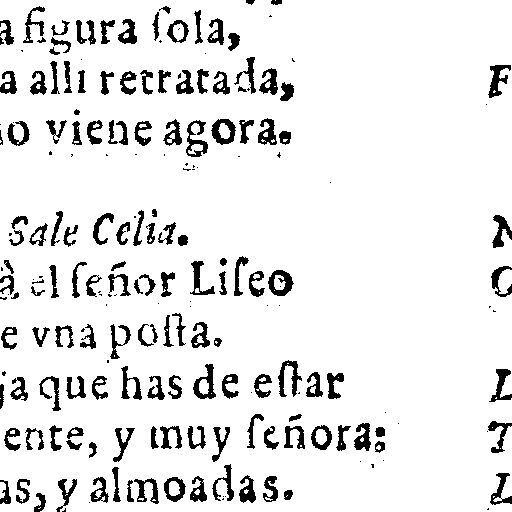 a figura ſola,
a alli retratada,
no viene agora.
Sale Celia.
à el ſeñor Liſeo
e vna poſta.
ja que has de eſtar
ente, y muy ſeñora:
as, y almoadas.
F
N
L
T
L